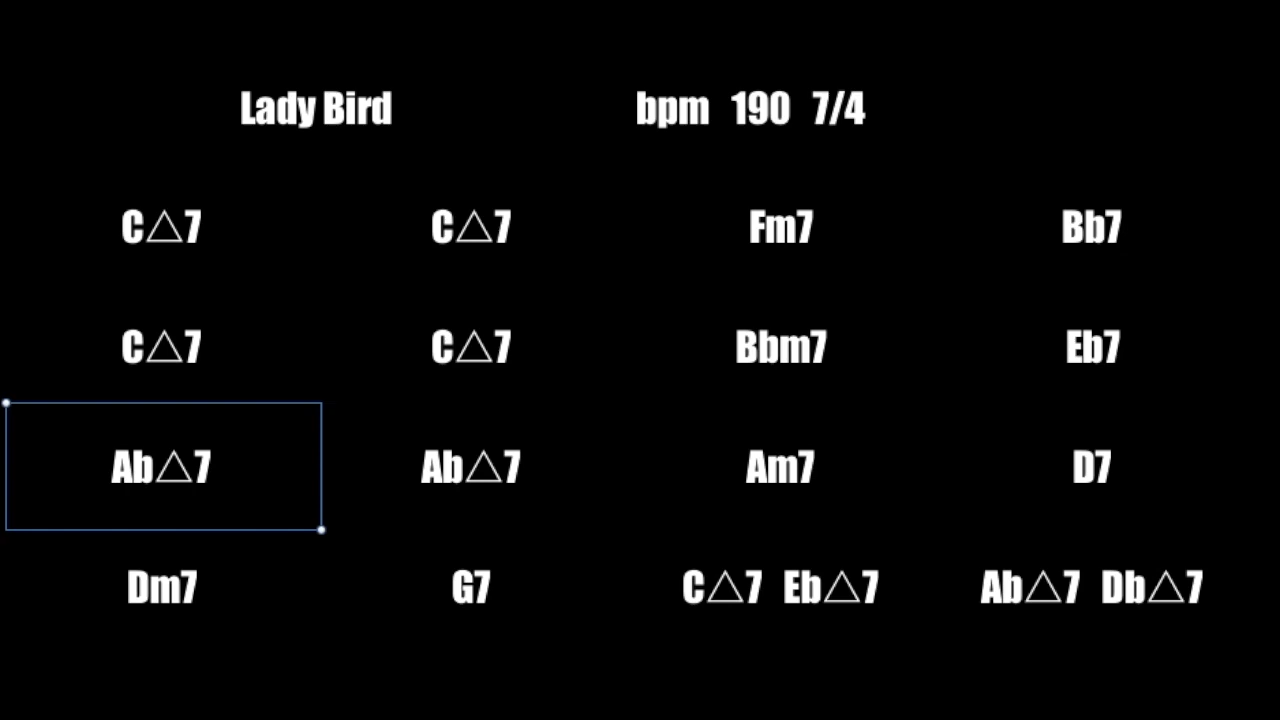 Lady Bird bpm 190 7/4
C△7 C△7 Fm7 Bb7
C△7 C△7 Bbm7 Eb7
Ab△7 Ab△7 Am7 D7
Dm7 G7 C△7 Eb△7 Ab△7 Db△7